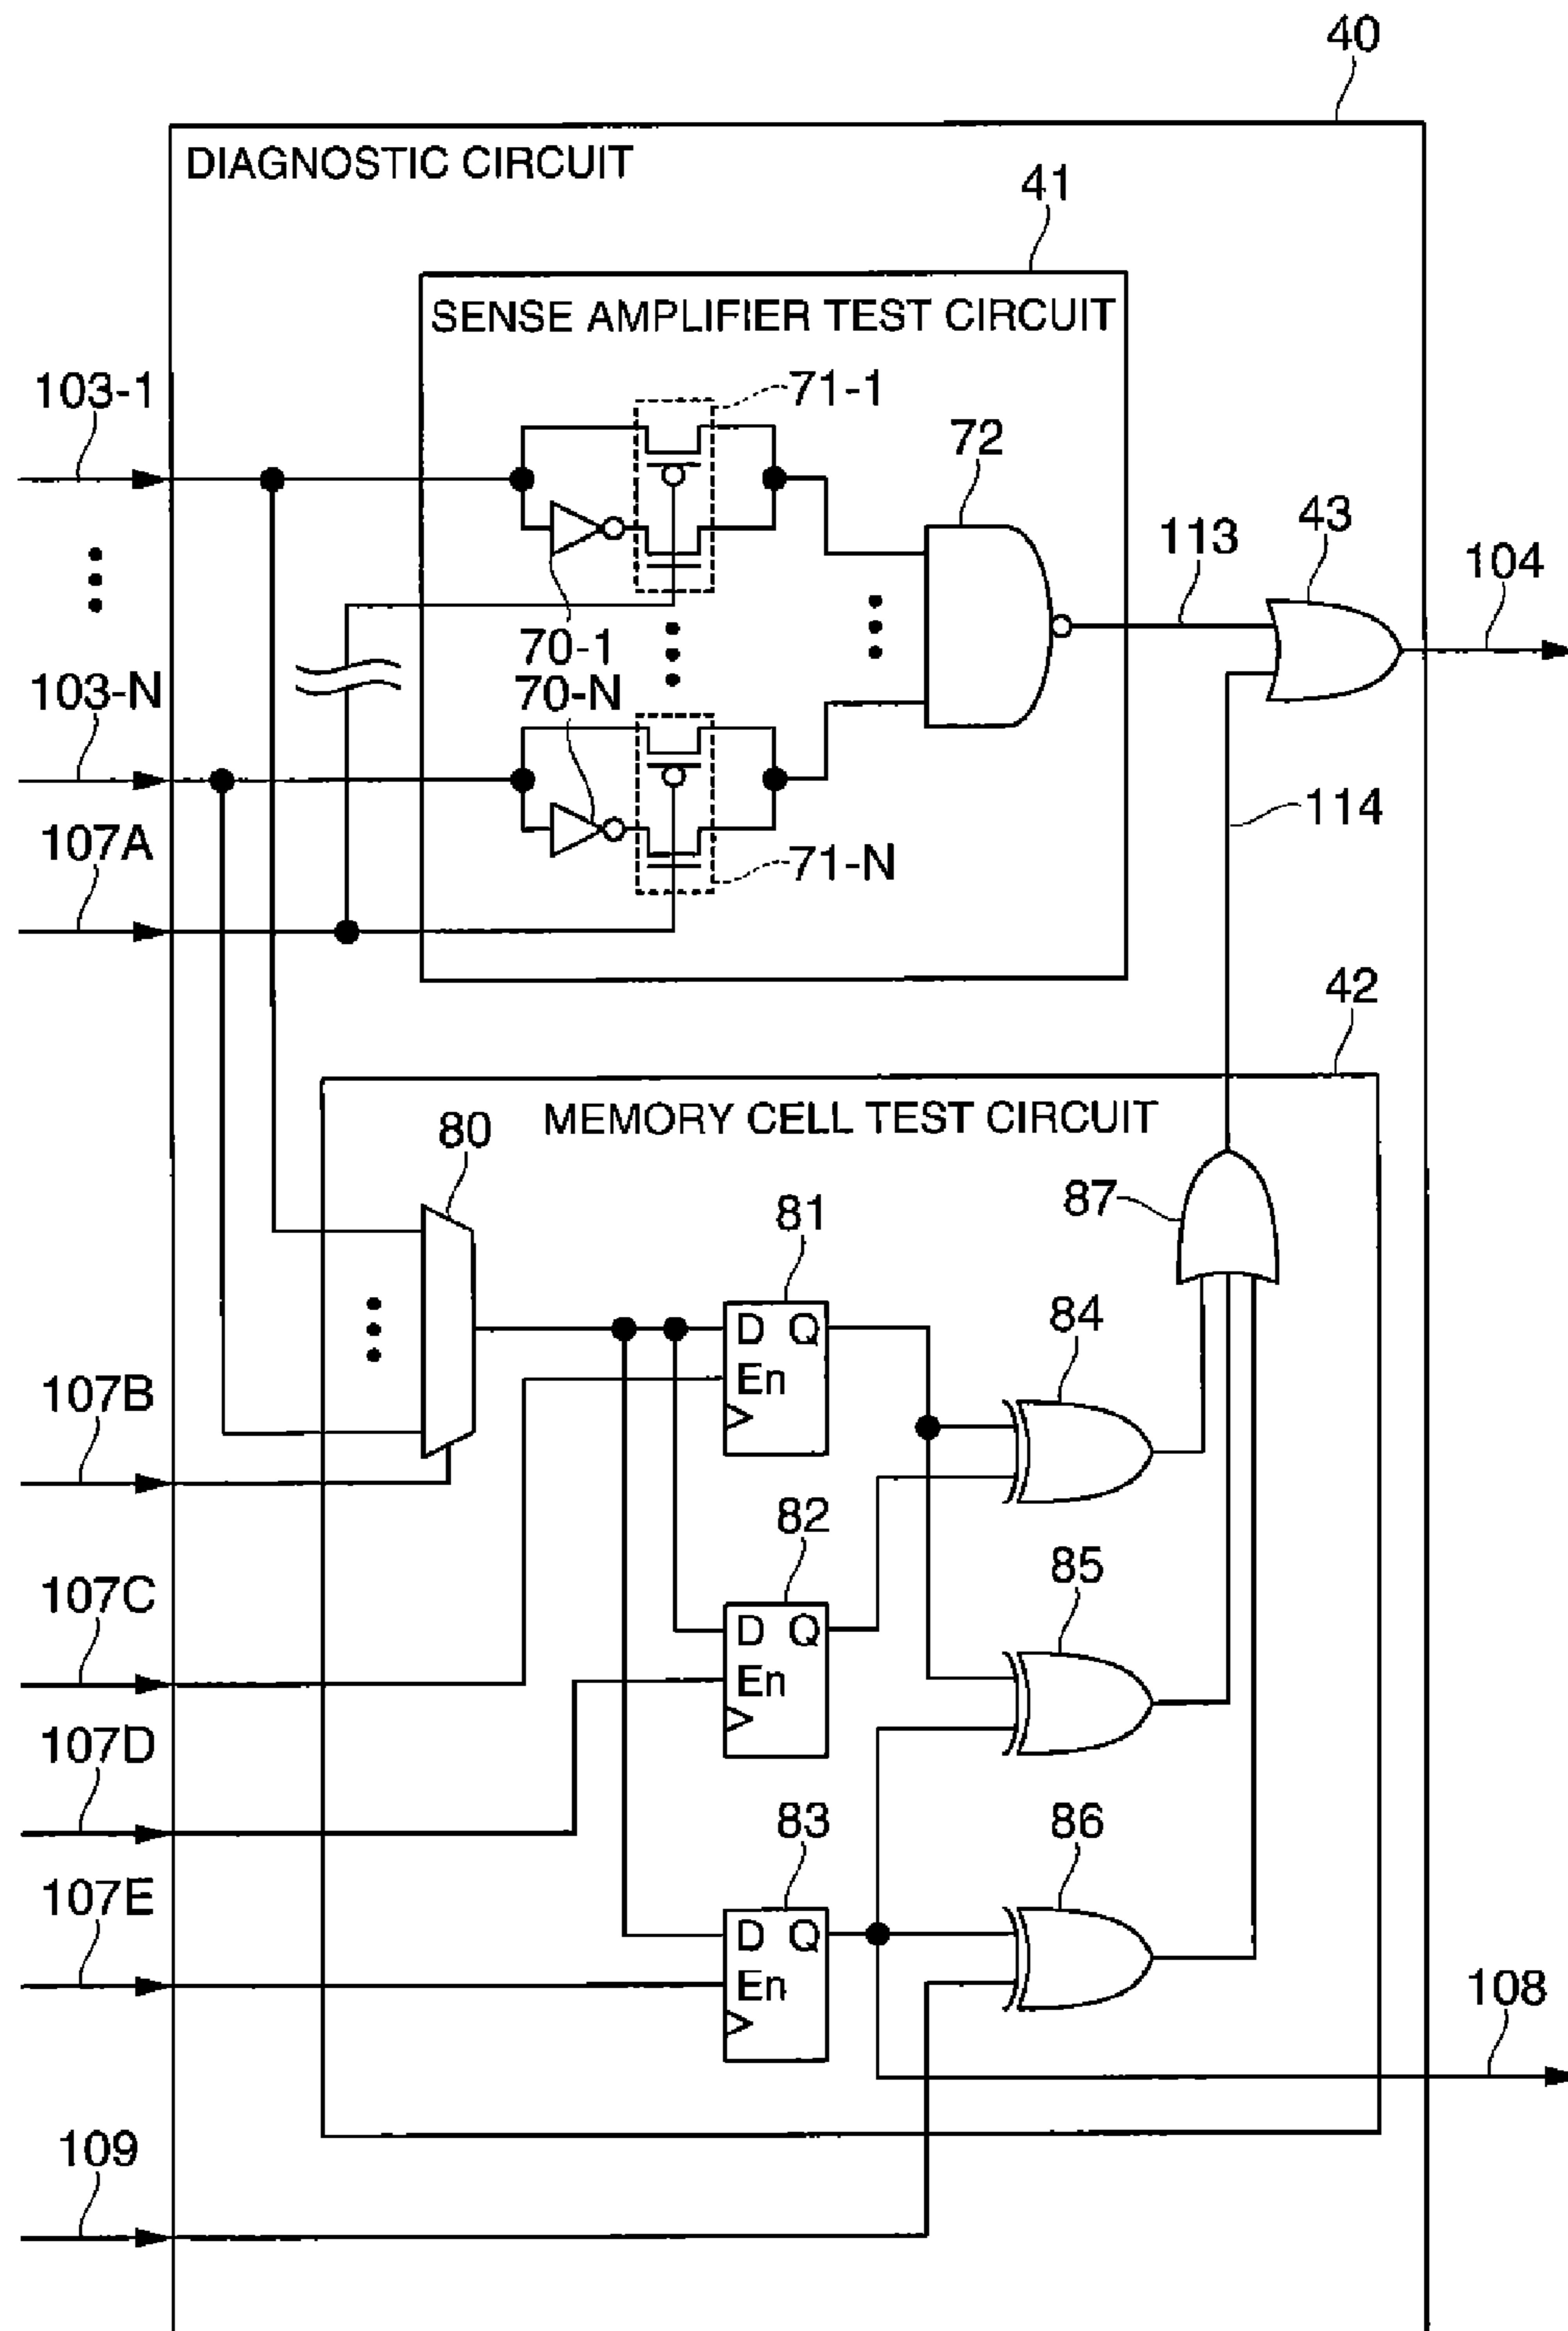 40
DIAGNOSTIC CIRCUIT
41
SENSE AMPLIFIER TEST CIRCUIT
103-1
71-1
72
113
43
104
70-1
103-N
70-N
107A
71-N
114
42
MEMORY CELL TEST CIRCUIT
80
87
81
D Q
En
84
107B
82
D Q
En
85
107C
107D
83
D Q
En
86
107E
108
109